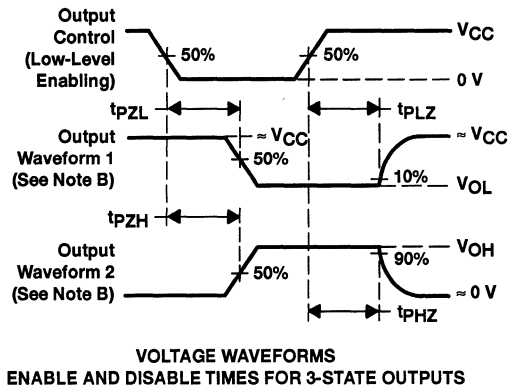 Output
Control
(Low-Level
Enabling)
50%
50%
VCC
0 V
tPZL
tPLZ
Output
Waveform 1
(See Note B)
≈ VCC
50%
≈ VCC
10%
VOL
tPZH
Output
Waveform 2
(See Note B)
50%
VOH
90%
≈ 0 V
tPHZ
VOLTAGE WAVEFORMS
ENABLE AND DISABLE TIMES FOR 3-STATE OUTPUTS